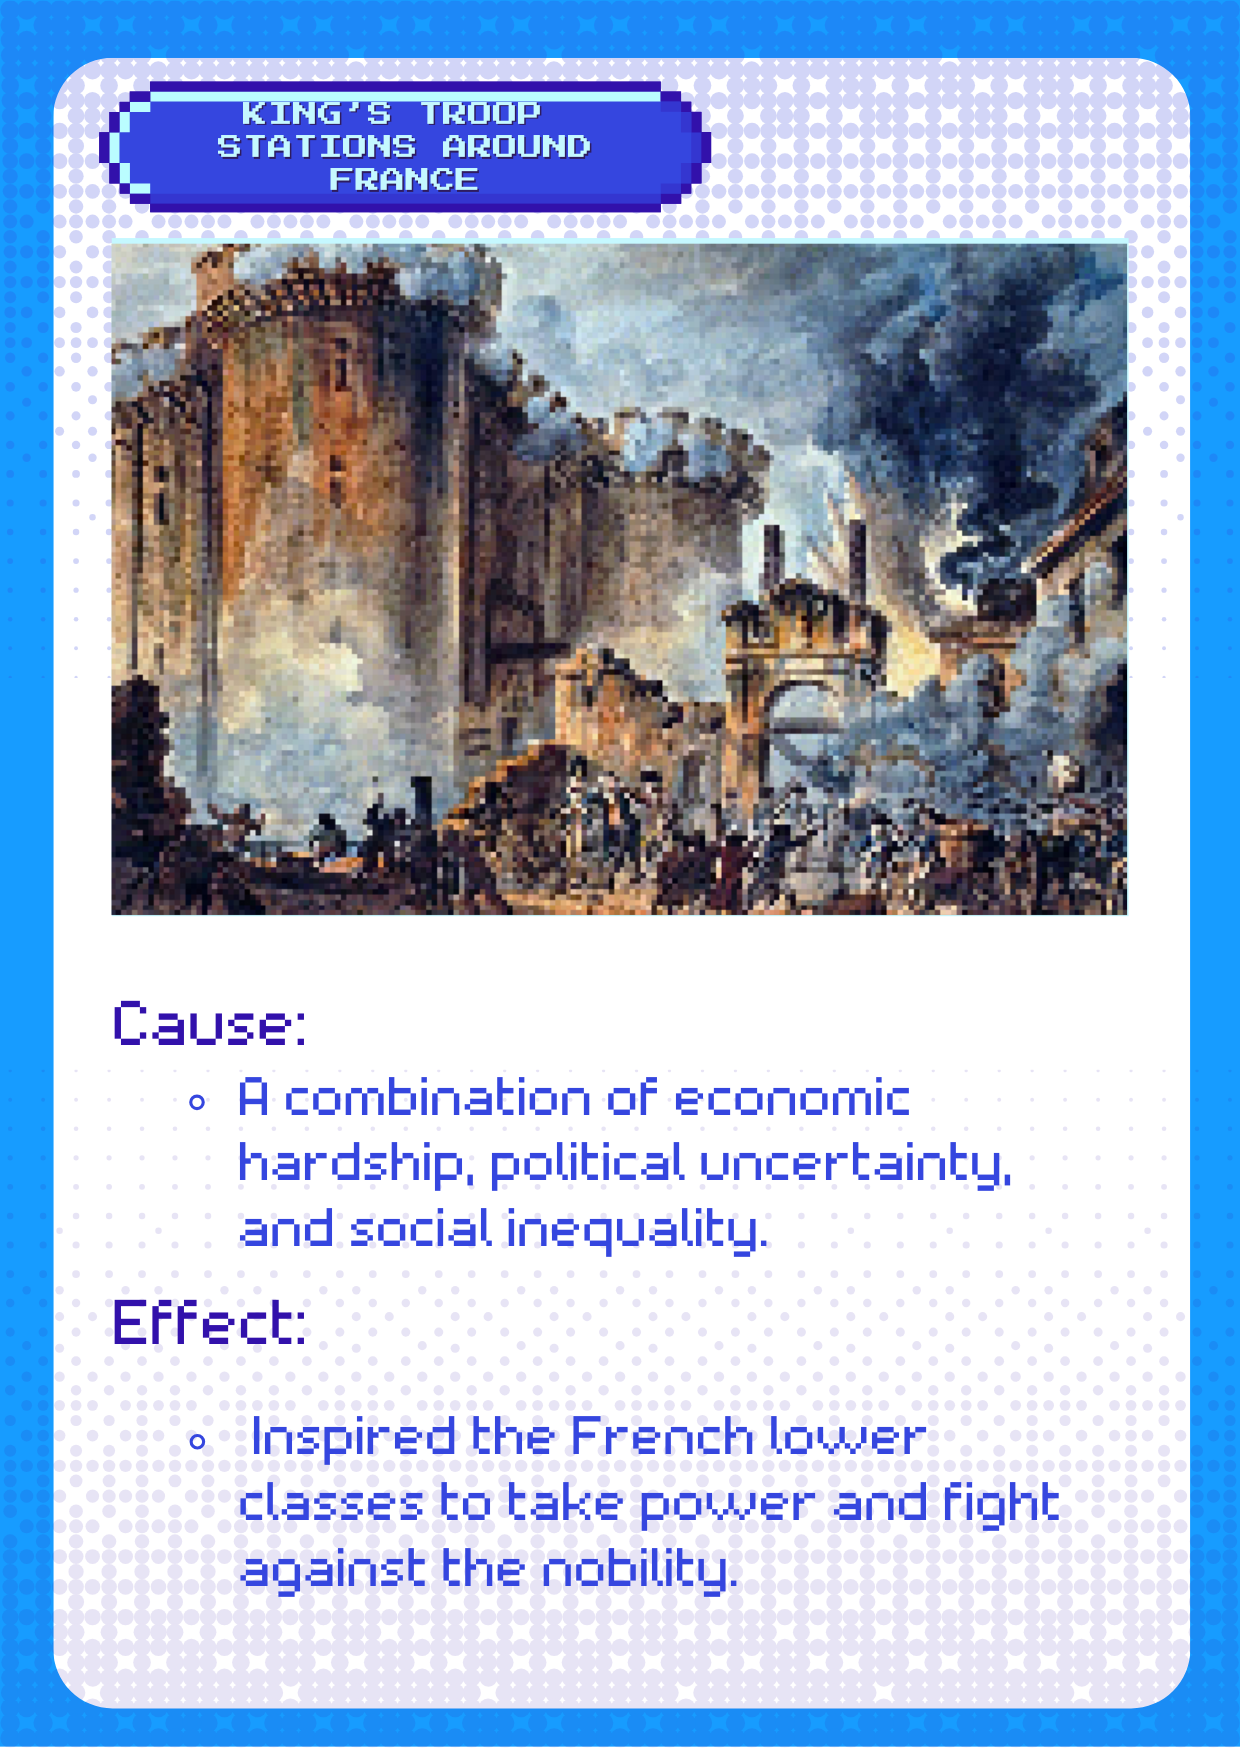 KING'S TROOP
STATIONS AROUND
FRANCE
Cause:
A combination of economic
hardship, political uncertainty,
and social inequality.
Effect:
Inspired the French lower
classes to take power and fight
against the nobility.